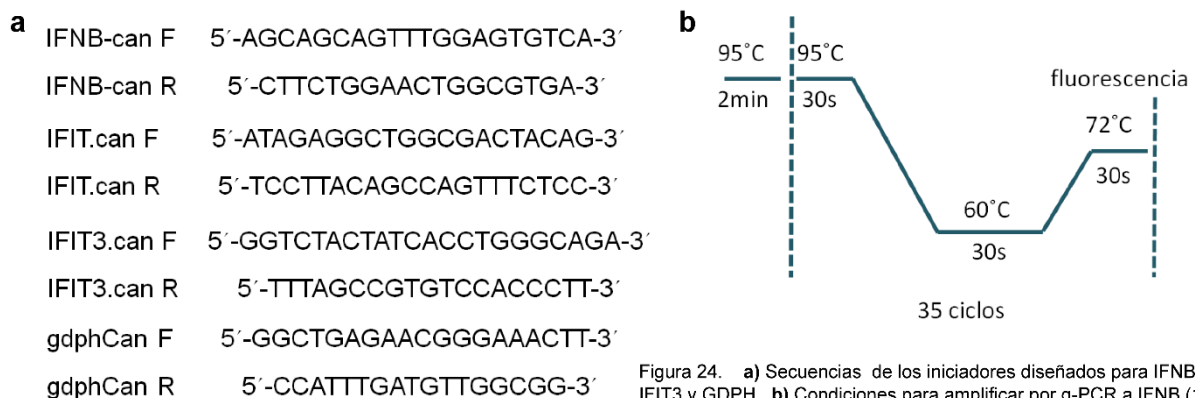 a
IFNB-can F 5´-AGCAGCAGTTTGGAGTGTCA-3´
IFNB-can R 5´-CTTCTGGAACTGGCGTGA-3´
IFIT.can F 5´-ATAGAGGCTGGCGACTACAG-3´
IFIT.can R 5´-TCCTTACAGCCAGTTTCTCC-3´
IFIT3.can F 5´-GGTCTACTATCACCTGGGCAGA-3´
IFIT3.can R 5´-TTTAGCCGTGTCCACCCTT-3´
gdphCan F 5´-GGCTGAGAACGGGAAACTT-3´
gdphCan R 5´-CCATTTGATGTTGGCGG-3´
b
95˚C 95˚C
2min 30s
fluorescencia
72˚C
30s
60˚C
30s
35 ciclos
Figura 24. a) Secuencias de los iniciadores diseñados para IFNB
IFIT3 y GDPH. b) Condiciones para amplificar por q-PCR a IFNB